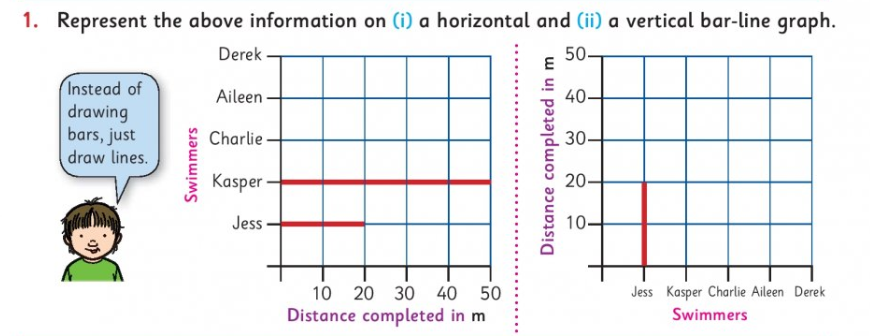 1. Represent the above information on (i) a horizontal and (ii) a vertical bar-line graph.
Instead of
drawing
bars, just
draw lines.
Swimmers
Derek
Aileen
Charlie
Kasper
Jess
10 20 30 40 50
Distance completed in m
Distance completed in m
50
40
30
20
10
Jess Kasper Charlie Aileen Derek
Swimmers